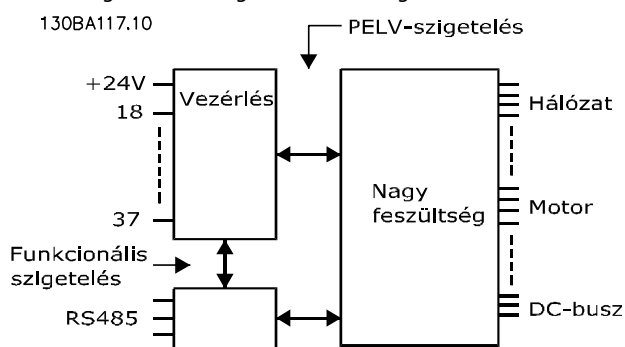 130BA117.10
PELV-szigetelés
+24V
Vezérlés
18
Hálózat
Nagy
feszültség
37
Motor
Funkcionális
szigetelés
RS485
DC-busz